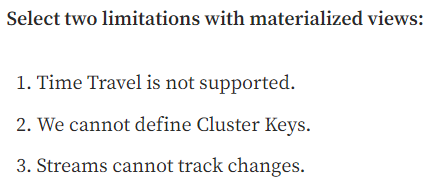 Select two limitations with materialized views:
1. Time Travel is not supported.
2. We cannot define Cluster Keys.
3. Streams cannot track changes.